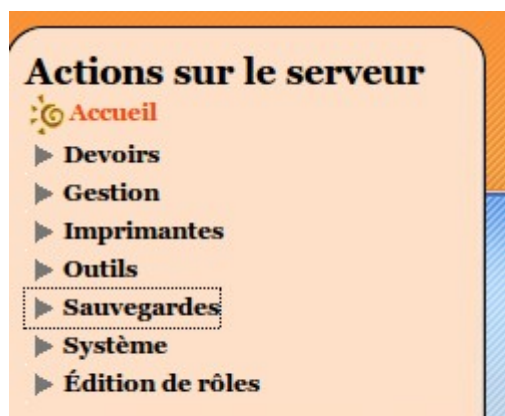 Actions sur le serveur
Accueil
Devoirs
Gestion
Imprimantes
Outils
Sauvegardes
Système
Édition de rôles